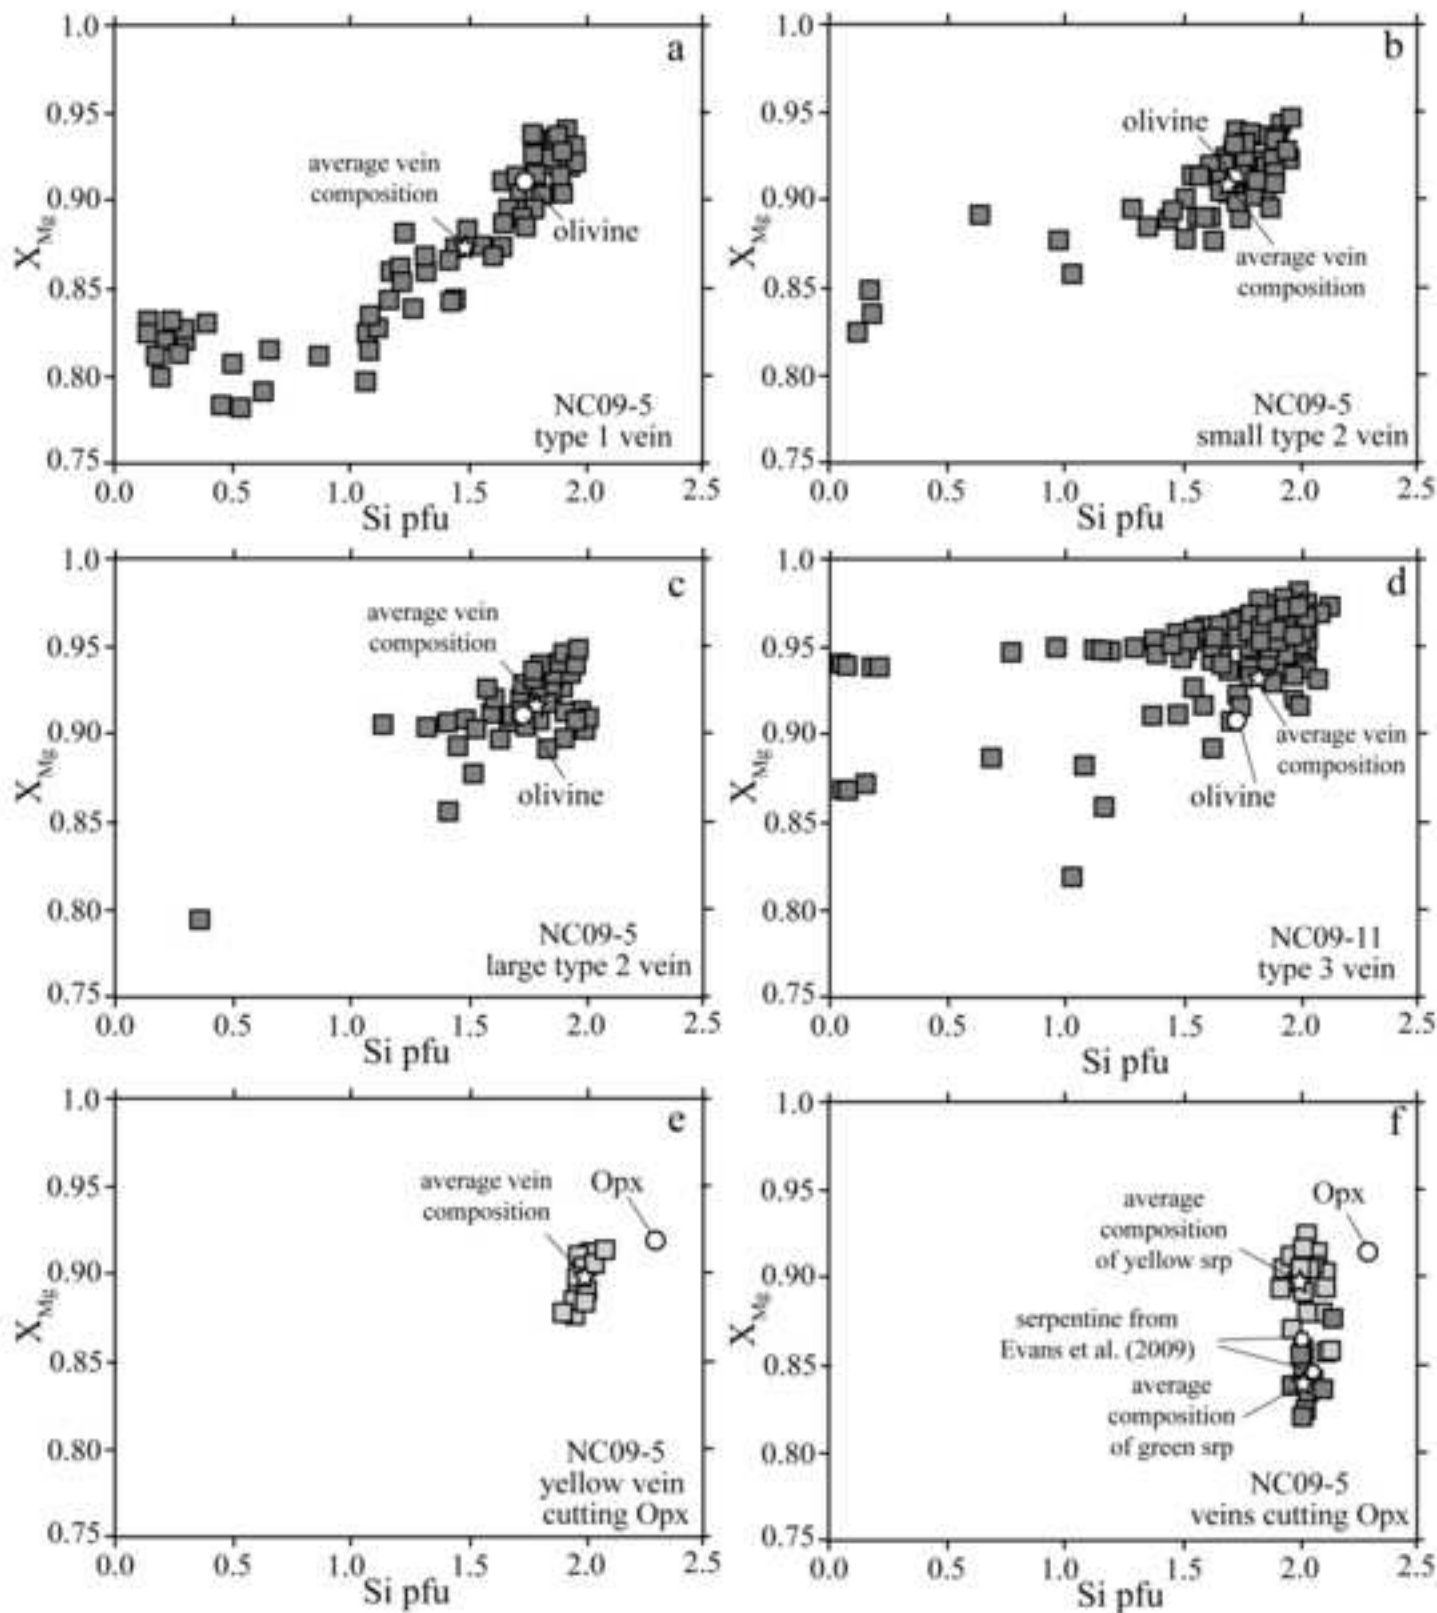 a
1.0
0.95
0.90
0.85
0.80
0.75
X_Mg
average vein
composition
olivine
NC09-5
type 1 vein
0.0 0.5 1.0 1.5 2.0 2.5
Si pfu
b
1.0
0.95
0.90
0.85
0.80
0.75
X_Mg
olivine
average vein
composition
NC09-5
small type 2 vein
0.0 0.5 1.0 1.5 2.0 2.5
Si pfu
c
1.0
0.95
0.90
0.85
0.80
0.75
X_Mg
average vein
composition
olivine
NC09-5
large type 2 vein
0.0 0.5 1.0 1.5 2.0 2.5
Si pfu
d
1.0
0.95
0.90
0.85
0.80
0.75
X_Mg
average vein
composition
olivine
NC09-11
type 3 vein
0.0 0.5 1.0 1.5 2.0 2.5
Si pfu
e
1.0
0.95
0.90
0.85
0.80
0.75
X_Mg
average vein
composition
Opx
NC09-5
yellow vein
cutting Opx
0.0 0.5 1.0 1.5 2.0 2.5
Si pfu
f
1.0
0.95
0.90
0.85
0.80
0.75
X_Mg
average
composition
of yellow srp
Opx
serpentine from
Evans et al. (2009)
average
composition
of green srp
NC09-5
veins cutting Opx
0.0 0.5 1.0 1.5 2.0 2.5
Si pfu